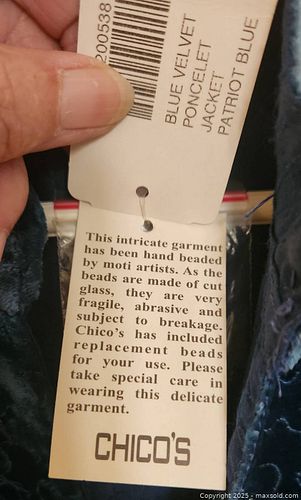 200538
BLUE VELVET
PONCELET
JACKET
PATRIOT BLUE
This intricate garment
has been hand beaded
by moti artists. As the
beads are made of cut
glass, they are very
fragile, abrasive and
subject to breakage.
Chico's has included
replacement beads
for your use. Please
take special care in
wearing this delicate
garment.
CHICO'S
Copyright 2025 - maxsold.com